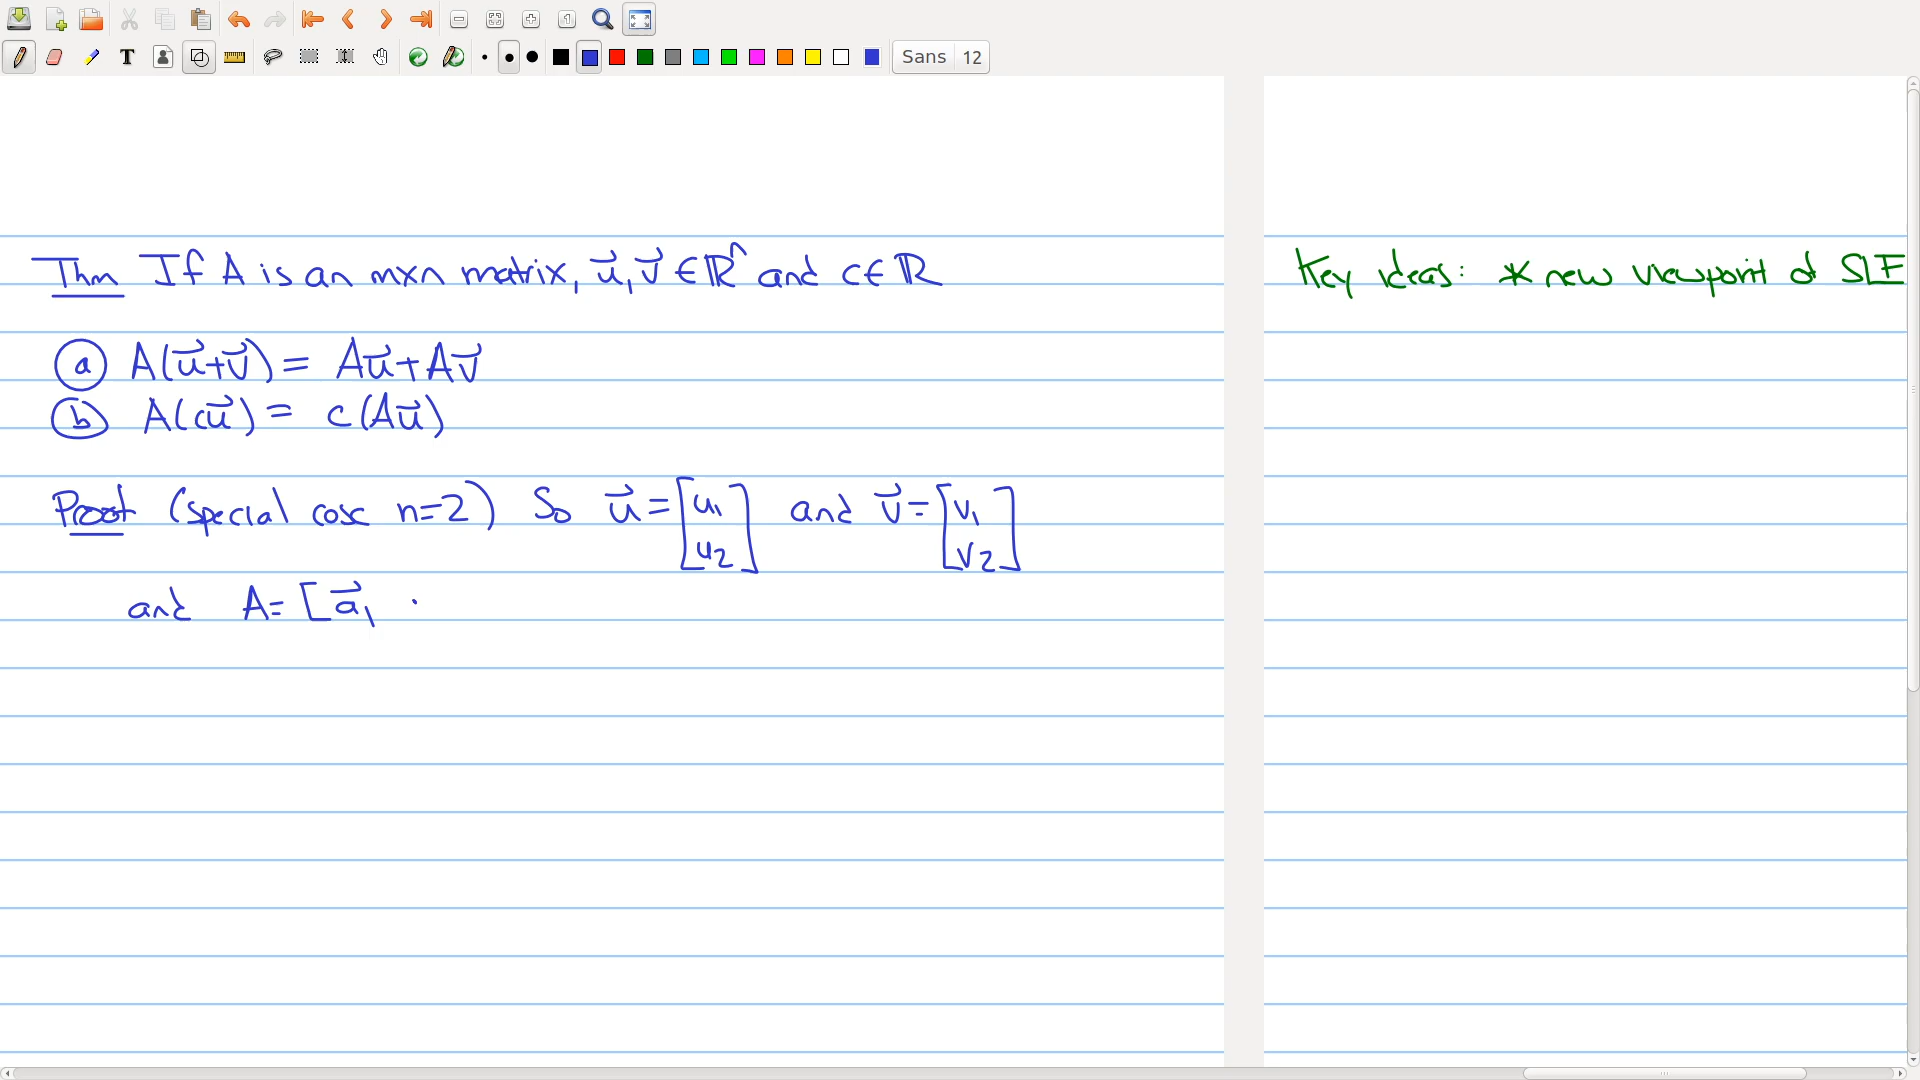 Sans 12
Thm If A is an mxn matrix, u⃗, v⃗ ∈ ℝⁿ and c ∈ ℝ
ⓐ A(u⃗+v⃗) = Au⃗+Av⃗
ⓑ A(cu⃗) = c(Au⃗)
Proof (special case n=2) So u⃗ = [u₁ u₂] and v⃗ = [v₁ v₂]
and A = [a⃗₁
Key ideas: * new viewpoint of SLE